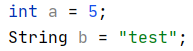 int a = 5;
String b = "test";